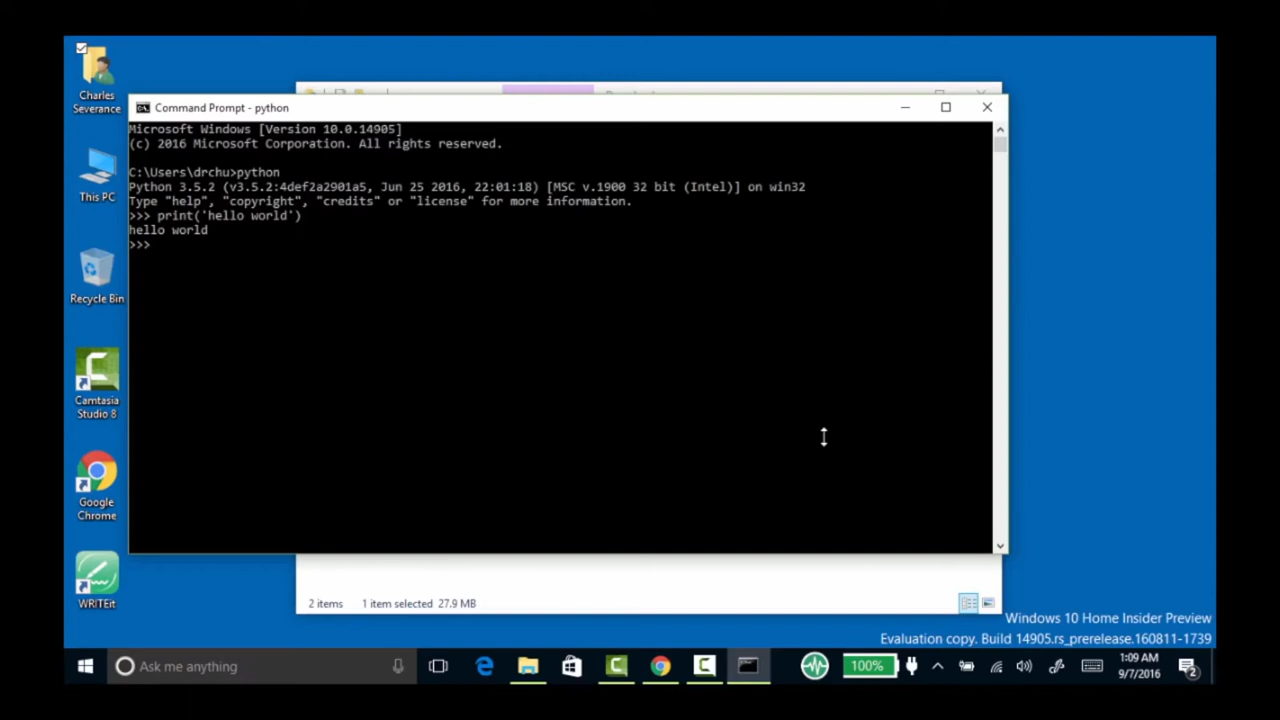 Charles
Severance
This PC
Recycle Bin
Camtasia
Studio 8
Google
Chrome
WRITEit
Command Prompt - python
Microsoft Windows [Version 10.0.14905]
(c) 2016 Microsoft Corporation. All rights reserved.
C:\Users\drchu>python
Python 3.5.2 (v3.5.2:4def2a2901a5, Jun 25 2016, 22:01:18) [MSC v.1900 32 bit (Intel)] on win32
Type "help", "copyright", "credits" or "license" for more information.
>>> print('hello world')
hello world
>>>
2 items 1 item selected 27.9 MB
Windows 10 Home Insider Preview
Evaluation copy. Build 14905.rs_prerelease.160811-1739
Ask me anything
100%
1:09 AM
9/7/2016
2